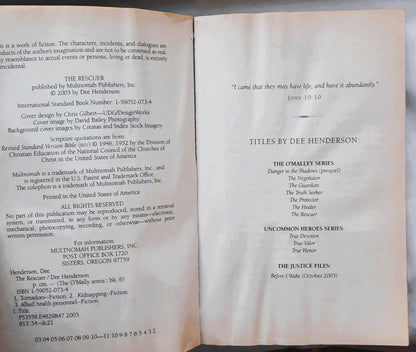 is is a work of fiction. The characters, incidents, and dialogues are
oducts of the author's imagination and are not to be construed as real.
y resemblance to actual events or persons, living or dead, is entirely
incidental.
THE RESCUER
published by Multnomah Publishers, Inc.
© 2003 by Dee Henderson
International Standard Book Number: 1-59052-073-4
Cover design by Chris Gilbert—UDG/DesignWorks
Cover image by David Bailey Photography
Background cover images by Creatas and Index Stock Imagery
Scripture quotations are from:
Revised Standard Version Bible (RSV) © 1946, 1952 by the Division of
Christian Education of the National Council of the Churches of
Christ in the United States of America
Multnomah is a trademark of Multnomah Publishers, Inc., and
is registered in the U.S. Patent and Trademark Office.
The colophon is a trademark of Multnomah Publishers, Inc.
Printed in the United States of America
ALL RIGHTS RESERVED
No part of this publication may be reproduced, stored in a retrieval
system, or transmitted, in any form or by any means—electronic,
mechanical, photocopying, recording, or otherwise—without prior
written permission.
For information:
MULTNOMAH PUBLISHERS, INC.
POST OFFICE BOX 1720
SISTERS, OREGON 97759
Henderson, Dee.
The Rescuer / Dee Henderson.
p. cm. — (The O'Mally series ; bk. 6)
ISBN 1-59052-073-4
1. Tornadoes—Fiction. 2. Kidnapping—Fiction.
3. Allied health personnel—Fiction.
I. Title
PS3558.E4829R47 2003
813'.54—dc21
03 04 05 06 07 08 09 10—11 10 9 8 7 6 5 4 3 2
"I came that they may have life, and have it abundantly."
JOHN 10:10
TITLES BY DEE HENDERSON:
THE O'MALLEY SERIES:
Danger in the Shadows (prequel)
The Negotiator
The Guardian
The Truth Seeker
The Protector
The Healer
The Rescuer
UNCOMMON HEROES SERIES:
True Devotion
True Valor
True Honor
THE JUSTICE FILES:
Before I Wake (October 2003)